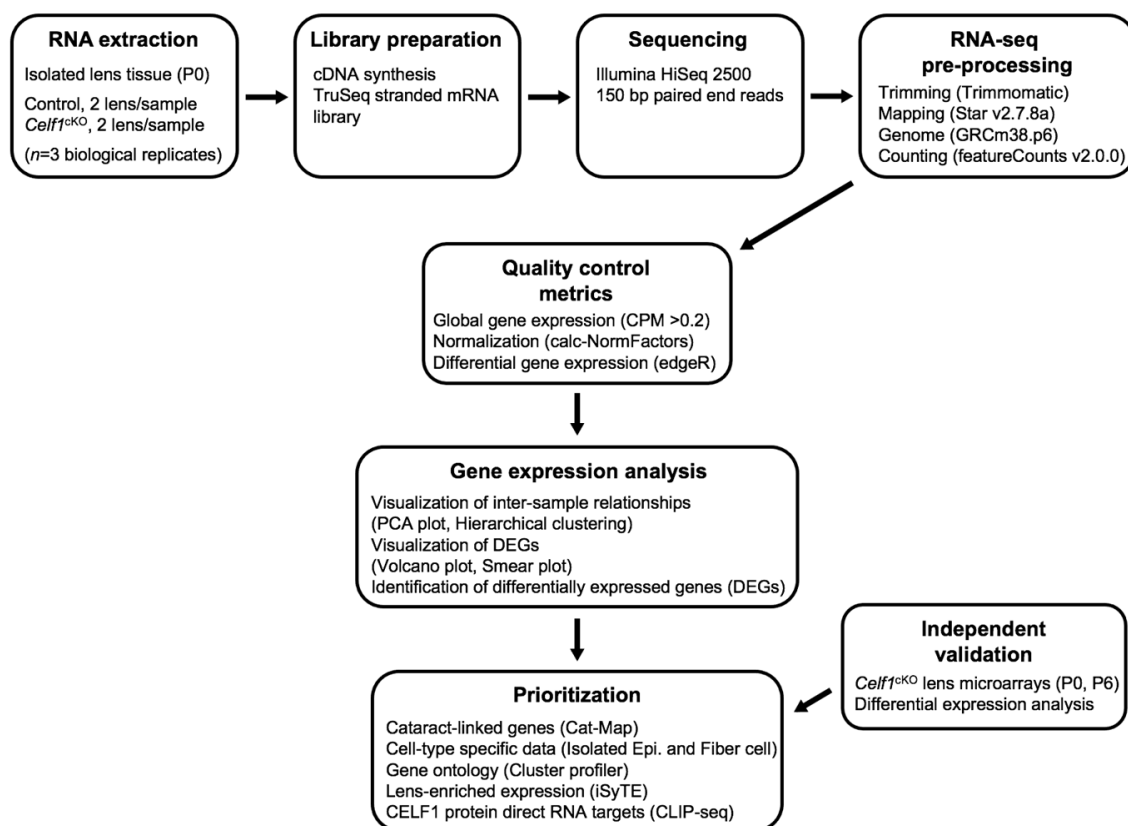 RNA extraction
Isolated lens tissue (P0)
Control, 2 lens/sample
Celf1cKO, 2 lens/sample
(n=3 biological replicates)
Library preparation
cDNA synthesis
TruSeq stranded mRNA
library
Sequencing
Illumina HiSeq 2500
150 bp paired end reads
RNA-seq
pre-processing
Trimming (Trimmomatic)
Mapping (Star v2.7.8a)
Genome (GRCm38.p6)
Counting (featureCounts v2.0.0)
Quality control
metrics
Global gene expression (CPM >0.2)
Normalization (calc-NormFactors)
Differential gene expression (edgeR)
Gene expression analysis
Visualization of inter-sample relationships
(PCA plot, Hierarchical clustering)
Visualization of DEGs
(Volcano plot, Smear plot)
Identification of differentially expressed genes (DEGs)
Independent
validation
Celf1cKO lens microarrays (P0, P6)
Differential expression analysis
Prioritization
Cataract-linked genes (Cat-Map)
Cell-type specific data (Isolated Epi. and Fiber cell)
Gene ontology (Cluster profiler)
Lens-enriched expression (iSyTE)
CELF1 protein direct RNA targets (CLIP-seq)